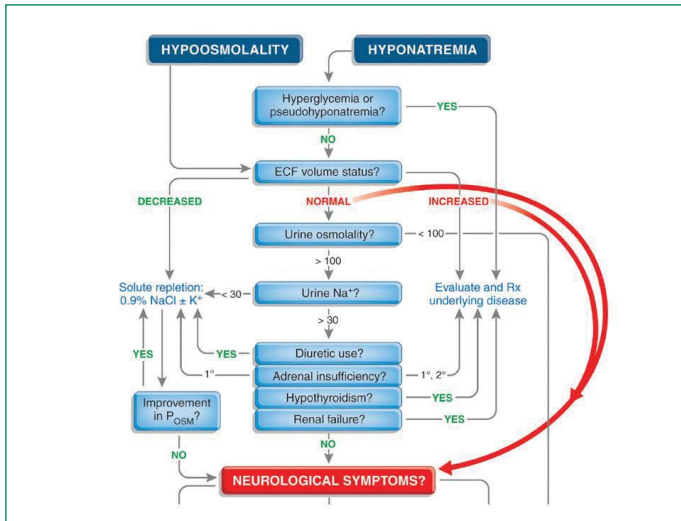 HYPOOSMOLALITY
HYPONATREMIA
Hyperglycemia or
pseudohyponatremia?
YES
NO
ECF volume status?
DECREASED
NORMAL
INCREASED
Urine osmolality?
< 100
> 100
Solute repletion:
0.9% NaCl ± K⁺
< 30
Urine Na⁺?
Evaluate and Rx
underlying disease
> 30
YES
YES
Diuretic use?
1°
Adrenal insufficiency?
1°, 2°
Hypothyroidism?
YES
Improvement
in POSM?
Renal failure?
YES
NO
NO
NEUROLOGICAL SYMPTOMS?